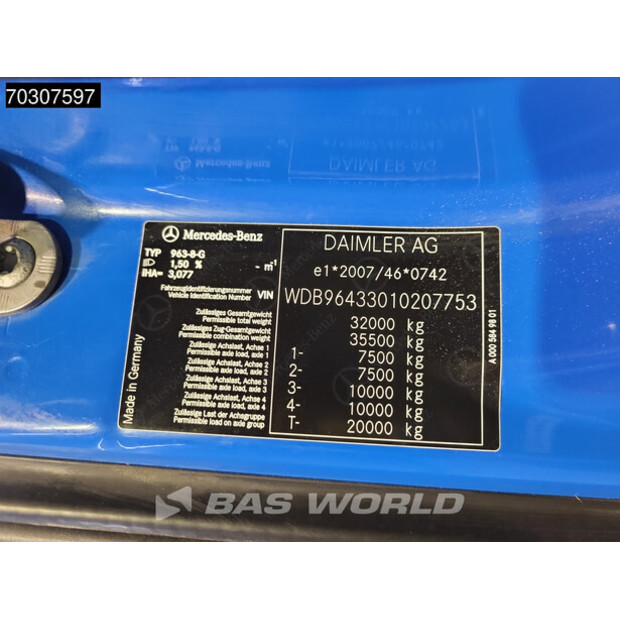 70307597
Mercedes-Benz
TYP 963-8-G
1,50 % - m⁻¹
IHA= 3,077
Fahrzeugidentifizierungsnummer
Vehicle Identification Number VIN
Zulässiges Gesamtgewicht
Permissible total weight
Zulässiges Zug-Gesamtgewicht
Permissible combination weight
Zulässige Achslast, Achse 1
Permissible axle load, axle 1
Zulässige Achslast, Achse 2
Permissible axle load, axle 2
Zulässige Achslast, Achse 3
Permissible axle load, axle 3
Zulässige Achslast, Achse 4
Permissible axle load, axle 4
Zulässige Last der Achsgruppe
Permissible load on axle group
Made in Germany
DAIMLER AG
e1*2007/46*0742
WDB96433010207753
32000 kg
35500 kg
1- 7500 kg
2- 7500 kg
3- 10000 kg
4- 10000 kg
T- 20000 kg
A 000 584 98 01
BAS WORLD